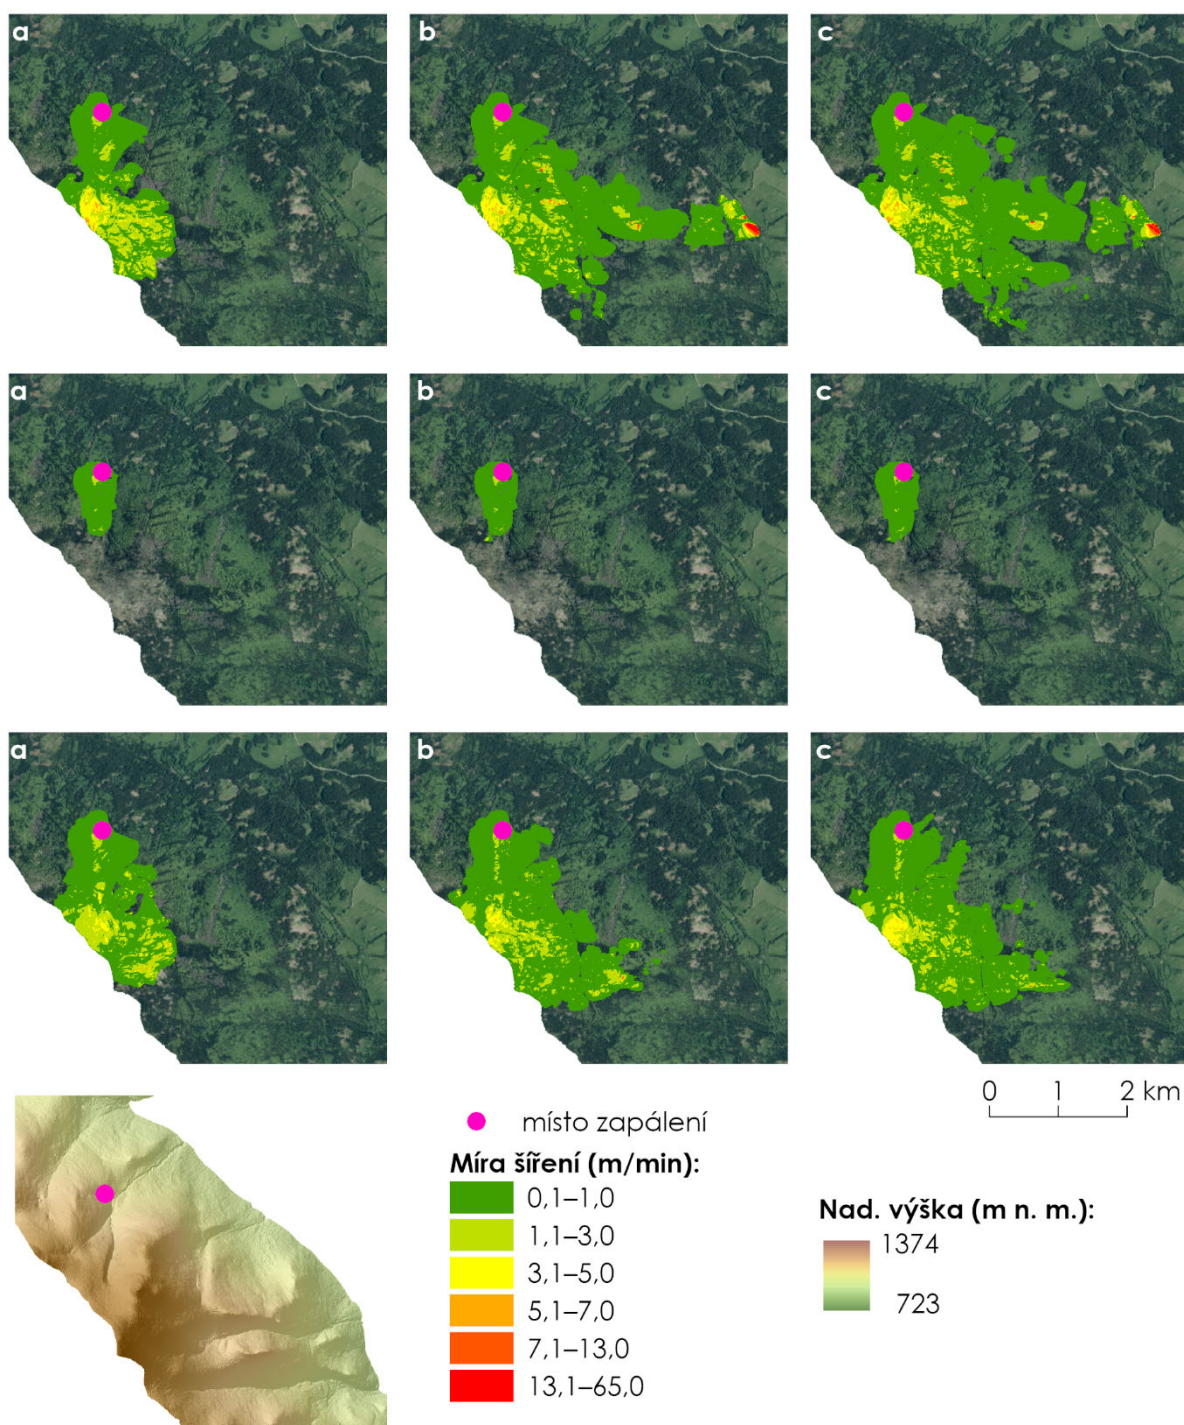 a b c
a b c
a b c
0 1 2 km
místo zapálení
Míra šíření (m/min):
0,1–1,0
1,1–3,0
3,1–5,0
5,1–7,0
7,1–13,0
13,1–65,0
Nad. výška (m n. m.):
1374
723